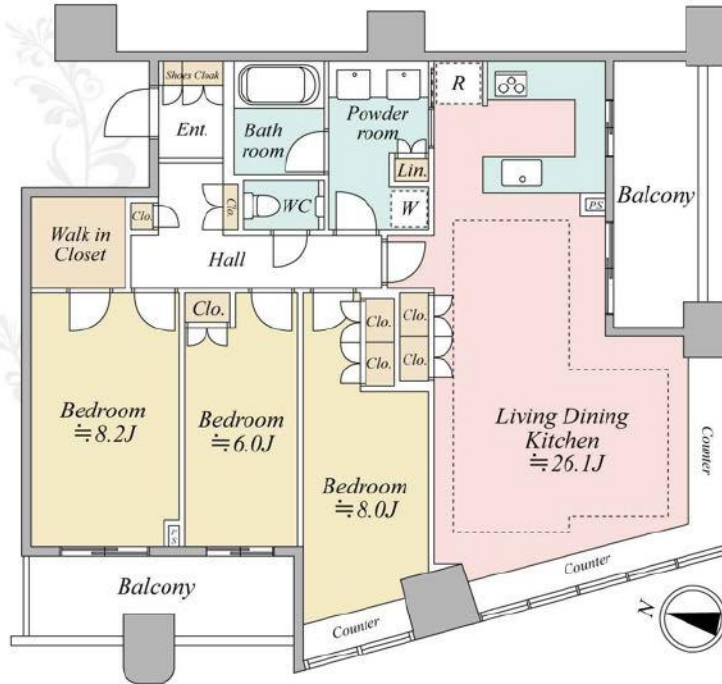 Shoes Cloak
Ent.
Bath
room
Powder
room
R
Lin.
W
WC
Clo.
Clo.
Walk in
Closet
Hall
PS
Balcony
Clo.
Clo.
Clo.
Clo.
Clo.
Bedroom
≒8.2J
Bedroom
≒6.0J
Bedroom
≒8.0J
Living Dining
Kitchen
≒26.1J
Counter
PS
Balcony
Counter
Counter
N